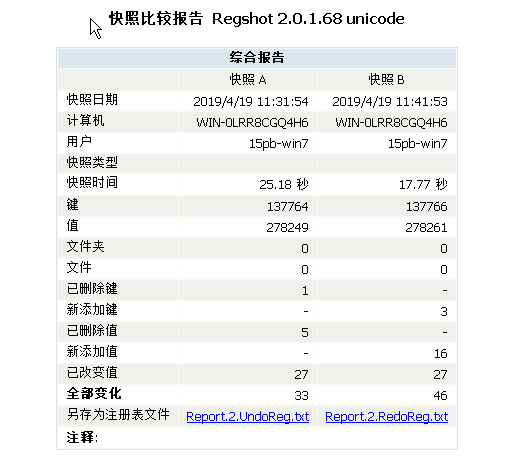 快照比较报告 Regshot 2.0.1.68 unicode
综合报告
快照 A 快照 B
快照日期 2019/4/19 11:31:54 2019/4/19 11:41:53
计算机 WIN-0LRR8CGQ4H6 WIN-0LRR8CGQ4H6
用户 15pb-win7 15pb-win7
快照类型
快照时间 25.18 秒 17.77 秒
键 137764 137766
值 278249 278261
文件夹 0 0
文件 0 0
已删除键 1 -
新添加键 - 3
已删除值 5 -
新添加值 - 16
已改变值 27 27
全部变化 33 46
另存为注册表文件 Report.2.UndoReg.txt Report.2.RedoReg.txt
注释: